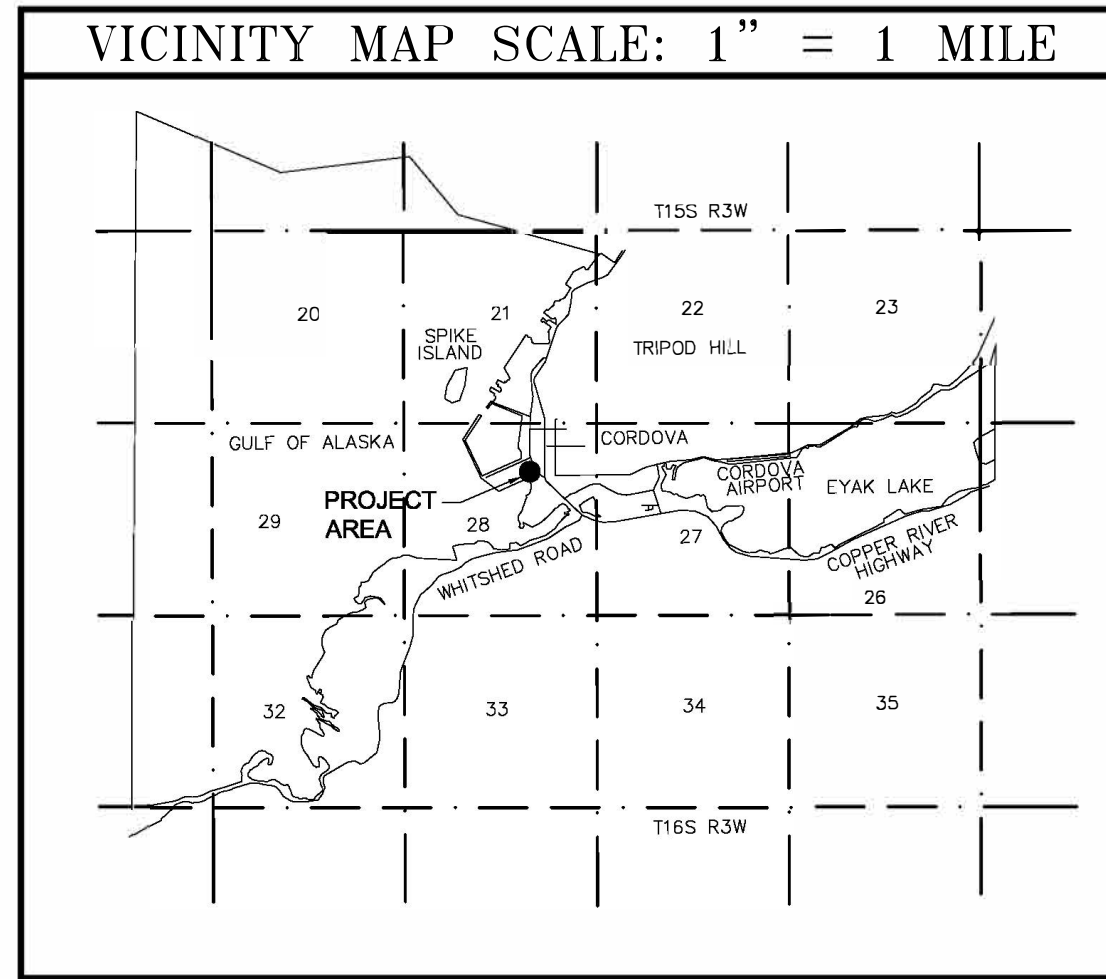 VICINITY MAP SCALE: 1" = 1 MILE
T15S R3W
20
21
22
23
SPIKE
ISLAND
TRIPOD HILL
GULF OF ALASKA
CORDOVA
CORDOVA
AIRPORT
EYAK LAKE
PROJECT
AREA
29
28
27
WHITSHED ROAD
COPPER RIVER
HIGHWAY
26
32
33
34
35
T16S R3W